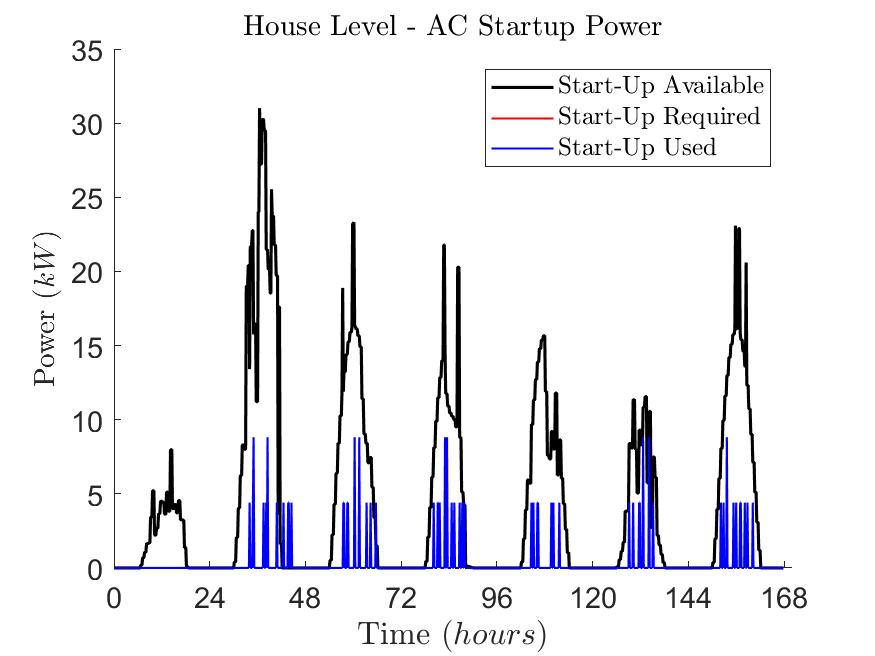 House Level - AC Startup Power
35
30
25
20
15
10
5
0
Power (kW)
Start-Up Available
Start-Up Required
Start-Up Used
0 24 48 72 96 120 144 168
Time (hours)